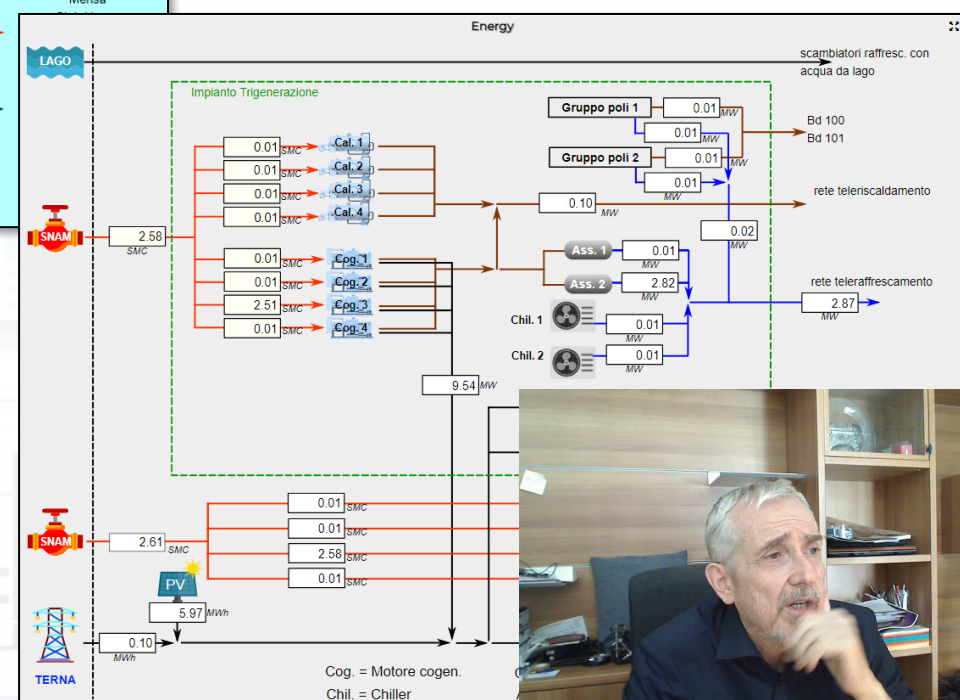 Mensa
Energy
LAGO
scambiatori raffresc. con
acqua da lago
Impianto Trigenerazione
Gruppo poli 1
0.01
MW
0.01
MW
Bd 100
Bd 101
Gruppo poli 2
0.01
MW
0.01
MW
0.01
SMC
Cal. 1
0.01
SMC
Cal. 2
0.01
SMC
Cal. 3
0.01
SMC
Cal. 4
rete teleriscaldamento
0.10
MW
SNAM
2.58
SMC
0.02
MW
0.01
SMC
Cog. 1
0.01
SMC
Cog. 2
2.51
SMC
Cog. 3
0.01
SMC
Cog. 4
Ass. 1
0.01
MW
Ass. 2
2.82
MW
rete teleraffrescamento
2.87
MW
Chil. 1
0.01
MW
Chil. 2
0.01
MW
9.54
MW
SNAM
2.61
SMC
0.01
SMC
0.01
SMC
2.58
SMC
0.01
SMC
PV
5.97
MWh
0.10
MWh
TERNA
Cog. = Motore cogen.
Chil. = Chiller